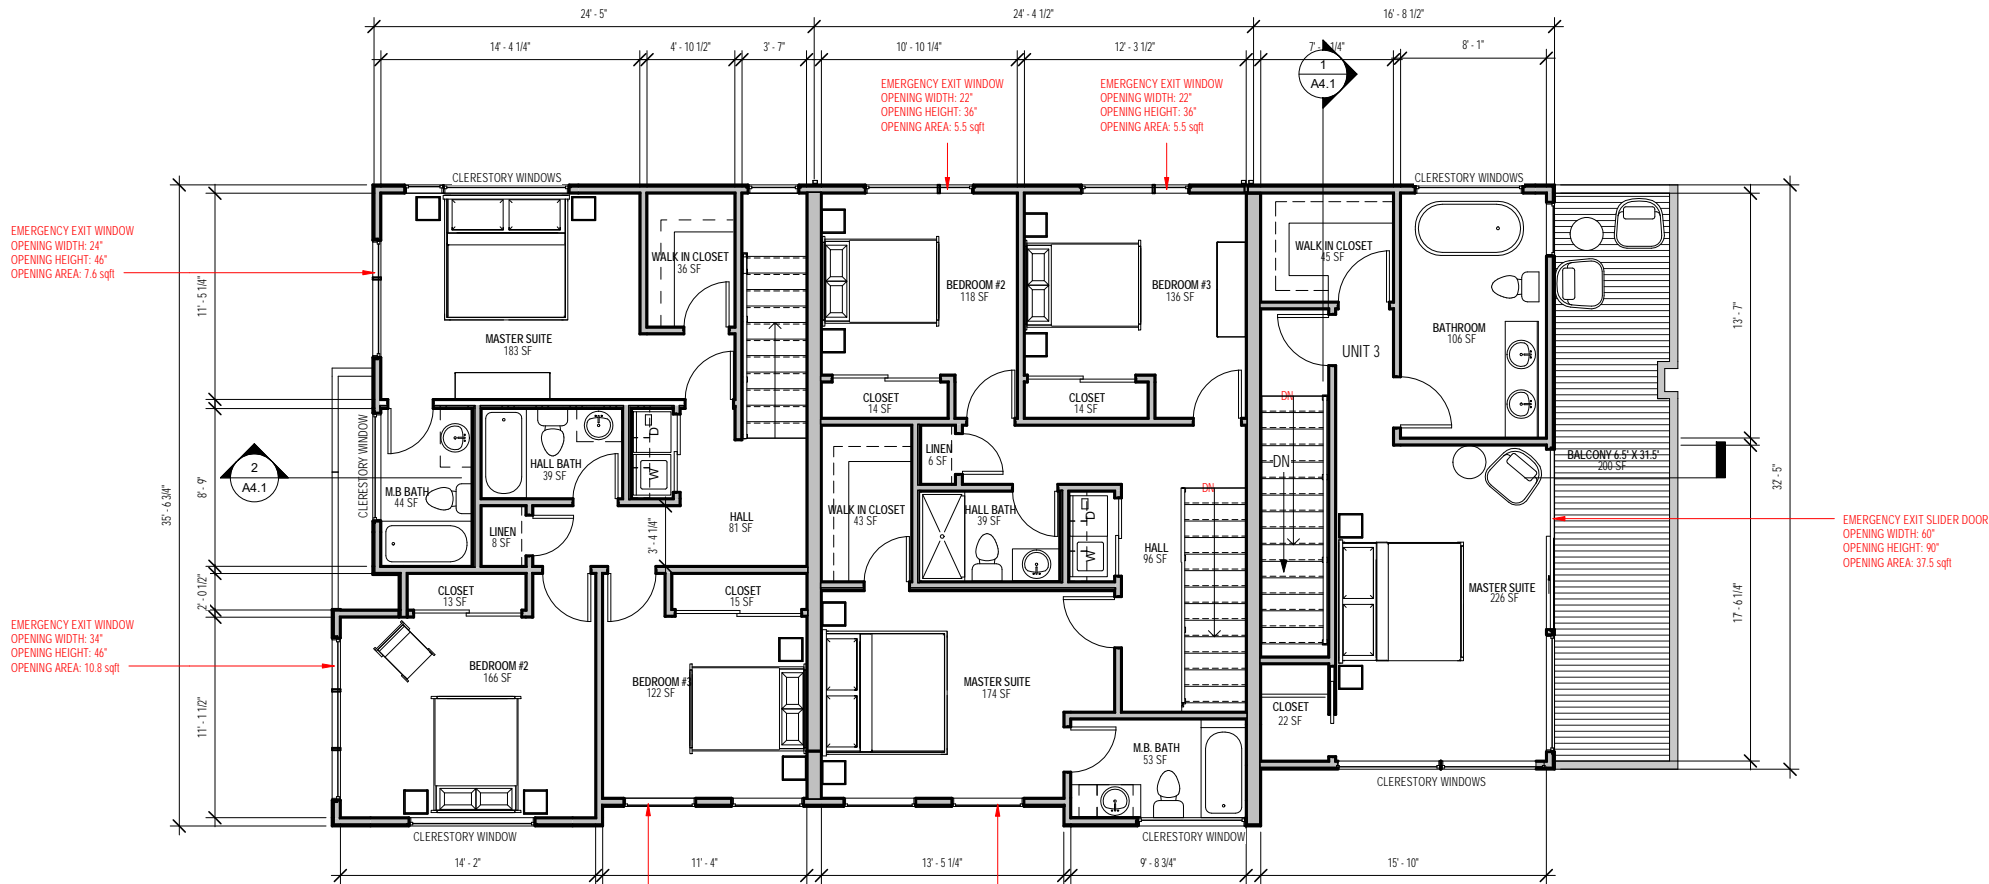 24' - 5"
24' - 4 1/2"
16' - 8 1/2"
14' - 4 1/4"
4' - 10 1/2"
3' - 7"
10' - 10 1/4"
12' - 3 1/2"
8' - 1"
1
A4.1
EMERGENCY EXIT WINDOW
OPENING WIDTH: 22"
OPENING HEIGHT: 36"
OPENING AREA: 5.5 sqft
EMERGENCY EXIT WINDOW
OPENING WIDTH: 22"
OPENING HEIGHT: 36"
OPENING AREA: 5.5 sqft
CLERESTORY WINDOWS
CLERESTORY WINDOWS
EMERGENCY EXIT WINDOW
OPENING WIDTH: 24"
OPENING HEIGHT: 46"
OPENING AREA: 7.6 sqft
WALK IN CLOSET
36 SF
MASTER SUITE
183 SF
BEDROOM #2
118 SF
BEDROOM #3
136 SF
WALK IN CLOSET
45 SF
BATHROOM
106 SF
UNIT 3
CLOSET
14 SF
CLOSET
14 SF
DN
11' - 5 1/4"
13' - 7"
32' - 5"
35' - 6 3/4"
8' - 9"
2
A4.1
CLERESTORY WINDOW
M.B BATH
44 SF
HALL BATH
39 SF
D
W
LINEN
8 SF
HALL
81 SF
3' - 4 1/4"
LINEN
6 SF
WALK IN CLOSET
43 SF
HALL BATH
39 SF
D
W
HALL
96 SF
DN
DN
BALCONY 6.5' X 31.5'
200 SF
EMERGENCY EXIT SLIDER DOOR
OPENING WIDTH: 60"
OPENING HEIGHT: 90"
OPENING AREA: 37.5 sqft
2' - 0 1/2"
CLOSET
13 SF
CLOSET
15 SF
MASTER SUITE
226 SF
17' - 6 1/4"
EMERGENCY EXIT WINDOW
OPENING WIDTH: 34"
OPENING HEIGHT: 46"
OPENING AREA: 10.8 sqft
BEDROOM #2
166 SF
BEDROOM #3
122 SF
MASTER SUITE
174 SF
CLOSET
22 SF
11' - 1 1/2"
M.B. BATH
53 SF
CLERESTORY WINDOWS
CLERESTORY WINDOW
CLERESTORY WINDOW
14' - 2"
11' - 4"
13' - 5 1/4"
9' - 8 3/4"
15' - 10"